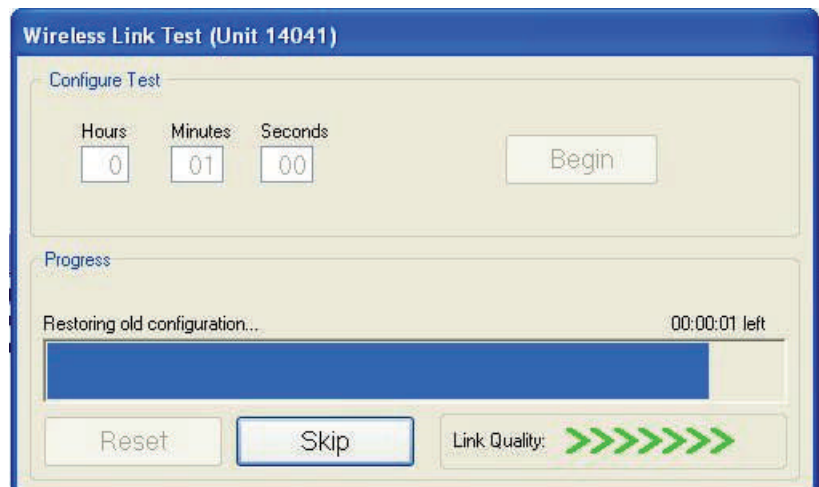 Wireless Link Test (Unit 14041)
Configure Test
Hours Minutes Seconds
0 01 00
Begin
Progress
Restoring old configuration... 00:00:01 left
Reset Skip Link Quality: